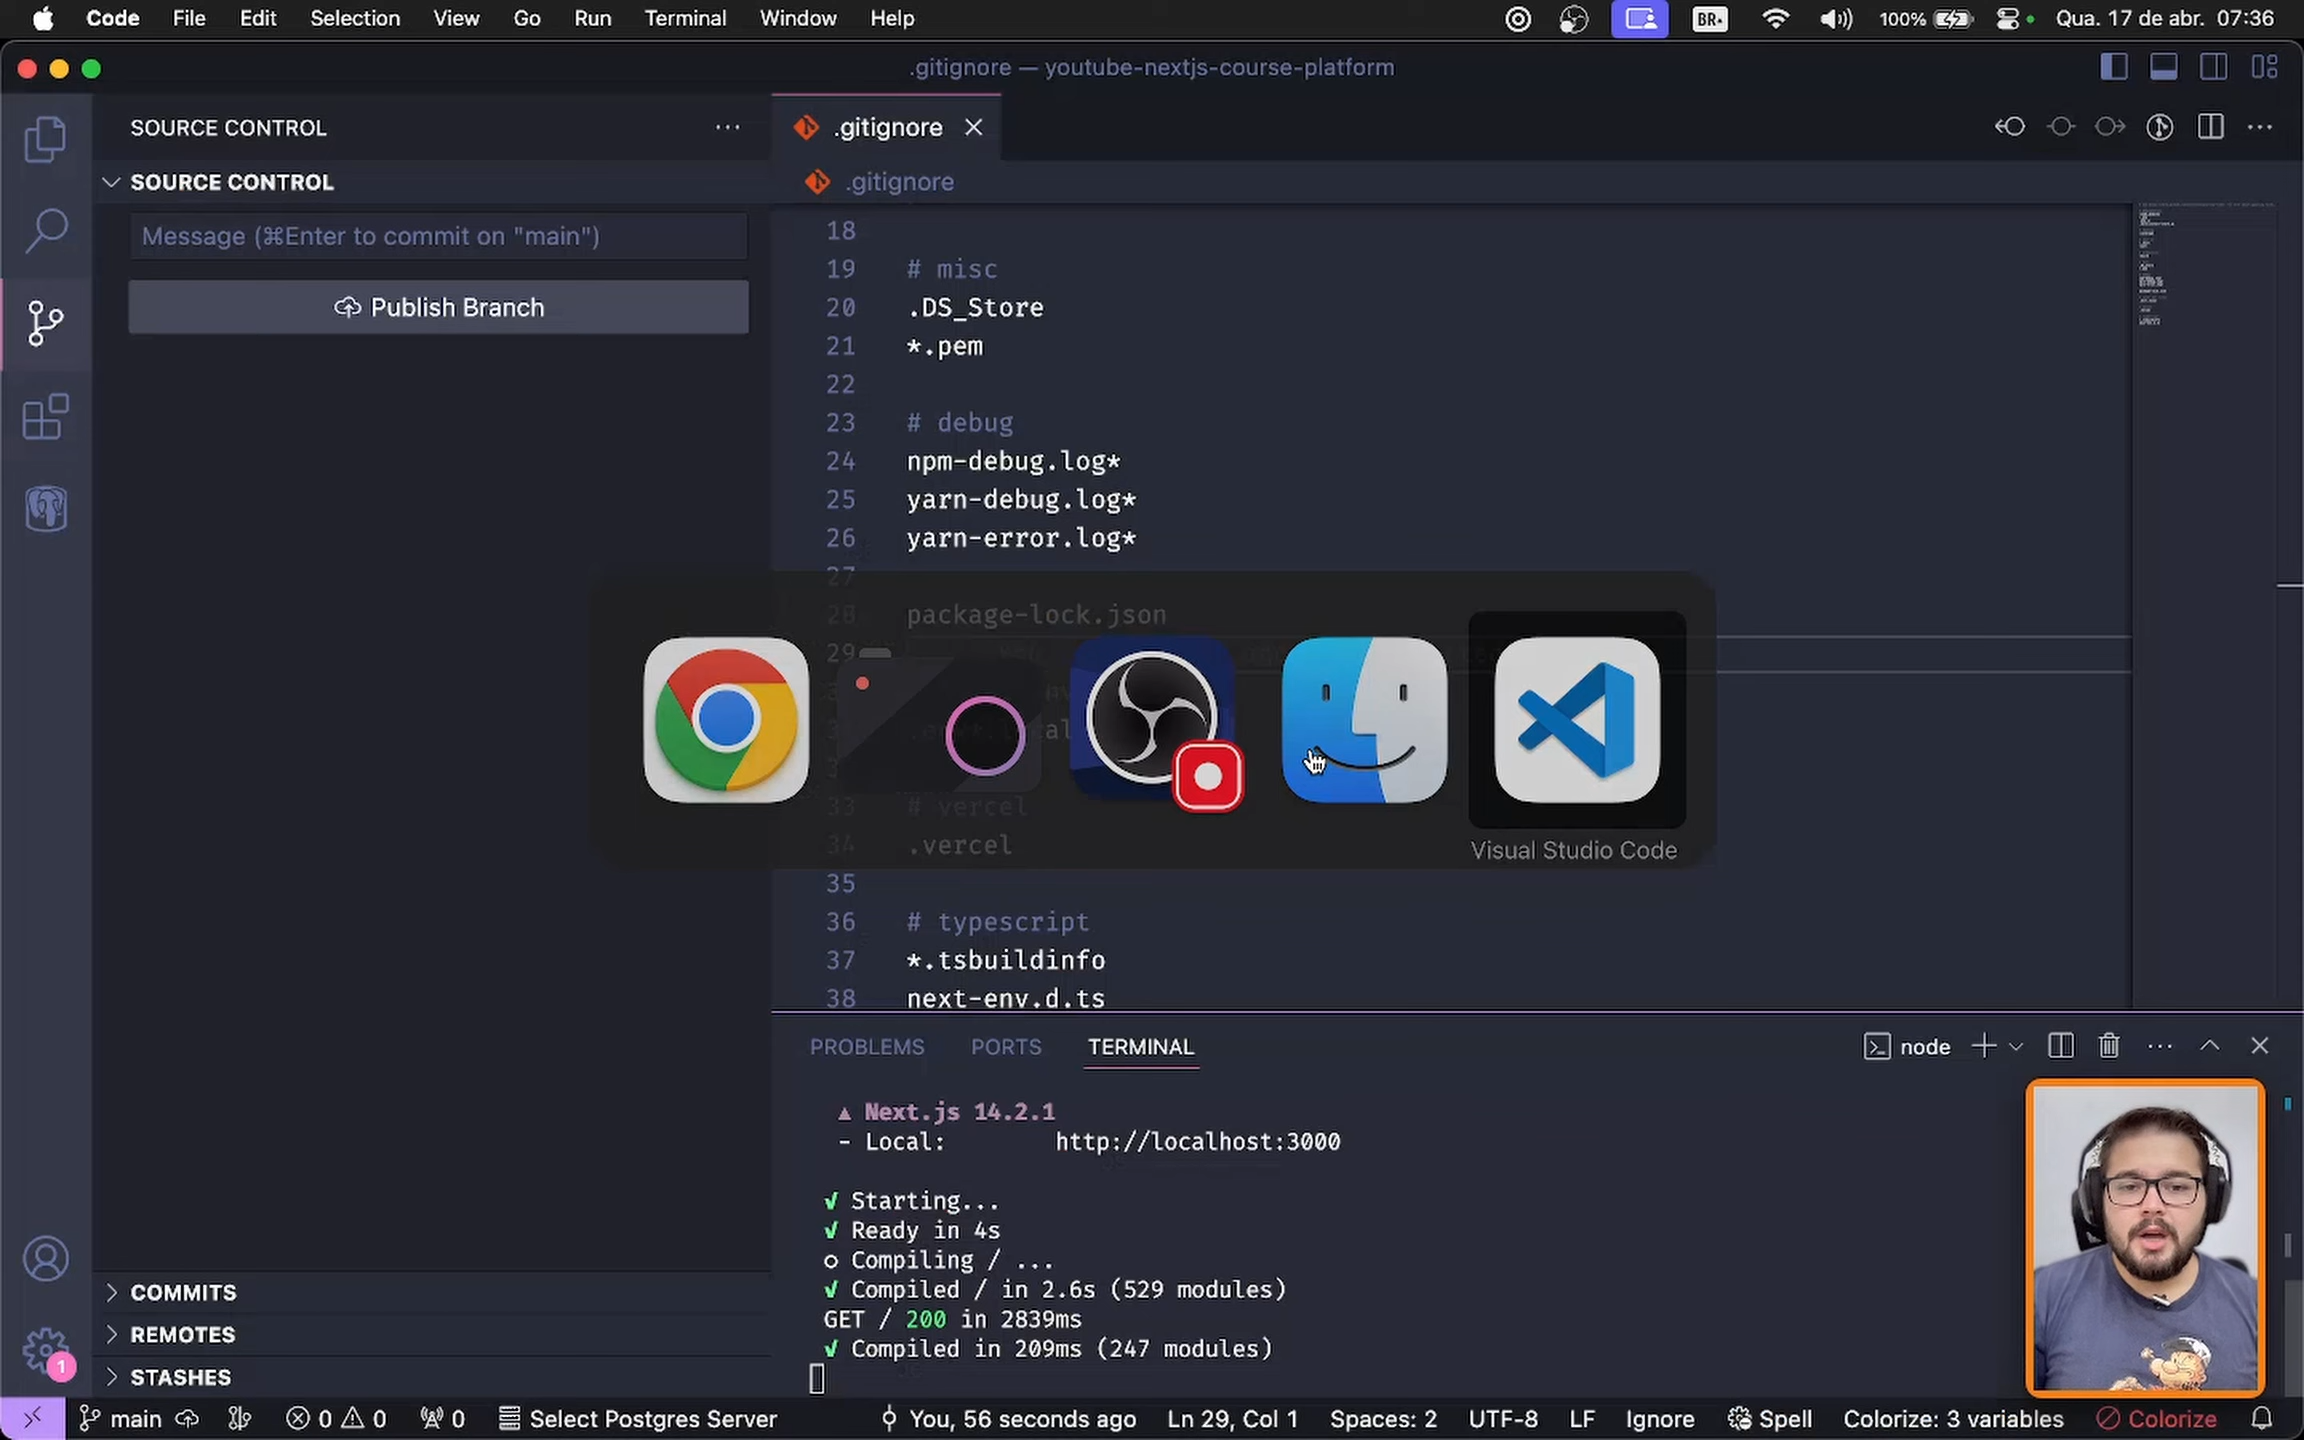 Code File Edit Selection View Go Run Terminal Window Help BR 100% Qua. 17 de abr. 07:36
.gitignore — youtube-nextjs-course-platform
SOURCE CONTROL
SOURCE CONTROL
Message (⌘Enter to commit on "main")
Publish Branch
COMMITS
REMOTES
STASHES
.gitignore
.gitignore
18
19 # misc
20 .DS_Store
21 *.pem
22
23 # debug
24 npm-debug.log*
25 yarn-debug.log*
26 yarn-error.log*
27
28 package-lock.json
29
33 # vercel
34 .vercel
35
36 # typescript
37 *.tsbuildinfo
38 next-env.d.ts
Visual Studio Code
PROBLEMS PORTS TERMINAL
node
▲ Next.js 14.2.1
- Local: http://localhost:3000
✓ Starting...
✓ Ready in 4s
○ Compiling / ...
✓ Compiled / in 2.6s (529 modules)
GET / 200 in 2839ms
✓ Compiled in 209ms (247 modules)
1
main 0 0 0 Select Postgres Server You, 56 seconds ago Ln 29, Col 1 Spaces: 2 UTF-8 LF Ignore Spell Colorize: 3 variables Colorize